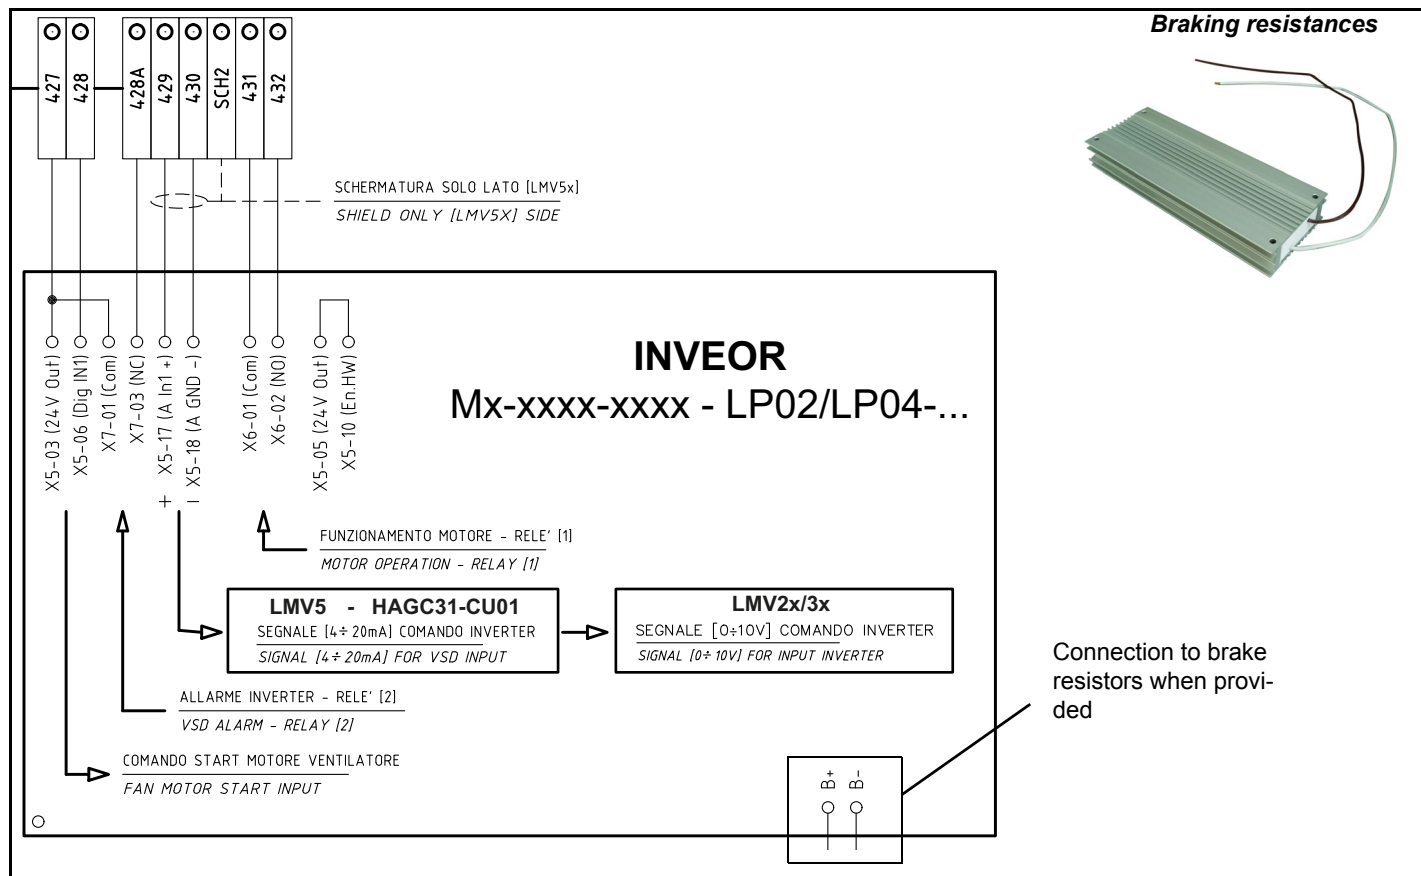 Braking resistances
427
428
428A
429
430
SCH2
431
432
SCHERMATURA SOLO LATO [LMV5x]
SHIELD ONLY [LMV5X] SIDE
X5-03 (24V Out)
X5-06 (Dig IN1)
X7-01 (Com)
X7-03 (NC)
+ X5-17 (A In1 +)
- X5-18 (A GND -)
X6-01 (Com)
X6-02 (NO)
X5-05 (24V Out)
X5-10 (En.HW)
INVEOR
Mx-xxxx-xxxx - LP02/LP04-...
FUNZIONAMENTO MOTORE - RELE' [1]
MOTOR OPERATION - RELAY [1]
LMV5 - HAGC31-CU01
SEGNALE [4÷20mA] COMANDO INVERTER
SIGNAL [4÷20mA] FOR VSD INPUT
LMV2x/3x
SEGNALE [0÷10V] COMANDO INVERTER
SIGNAL [0÷10V] FOR INPUT INVERTER
ALLARME INVERTER - RELE' [2]
VSD ALARM - RELAY [2]
COMANDO START MOTORE VENTILATORE
FAN MOTOR START INPUT
Connection to brake
resistors when provi-
ded
B+
B-